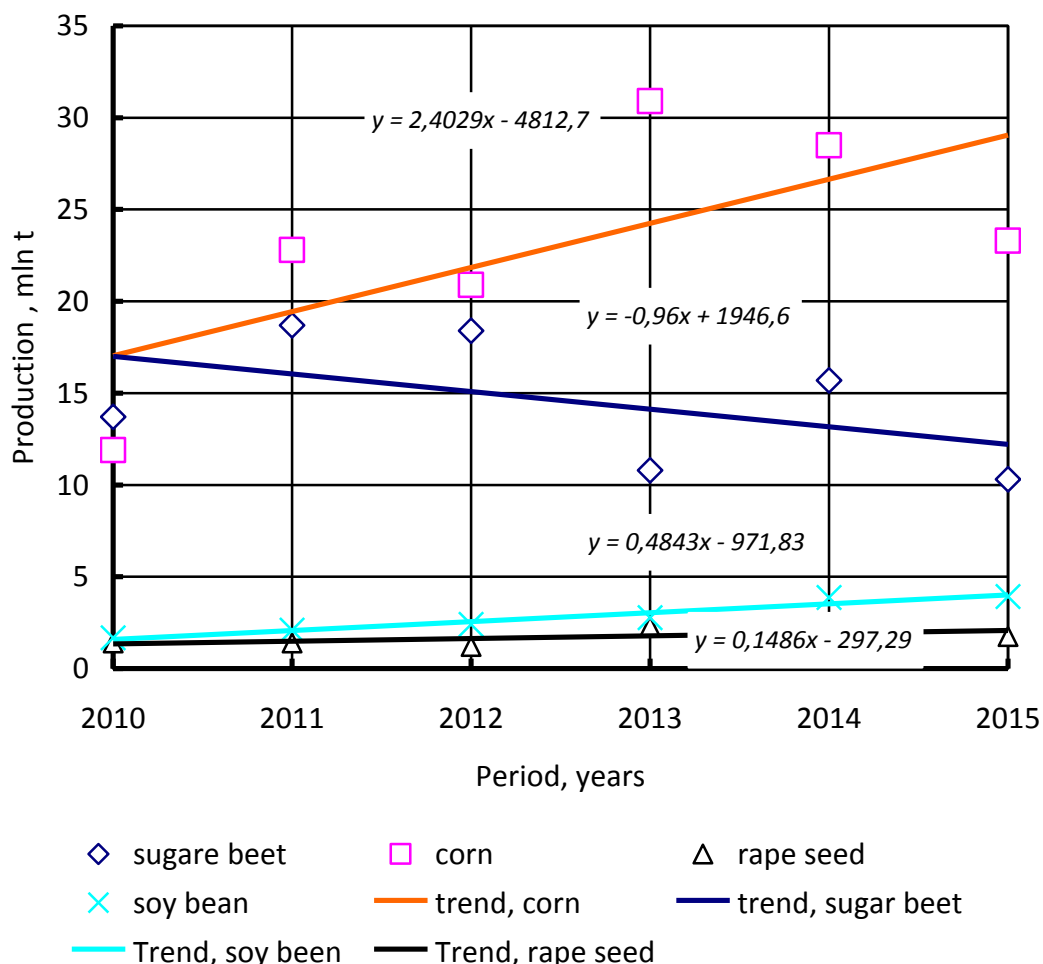 35
30
25
20
15
10
5
0
Production , mln t
y = 2,4029x - 4812,7
y = -0,96x + 1946,6
y = 0,4843x - 971,83
y = 0,1486x - 297,29
2010 2011 2012 2013 2014 2015
Period, years
sugare beet corn rape seed
soy bean trend, corn trend, sugar beet
Trend, soy been Trend, rape seed